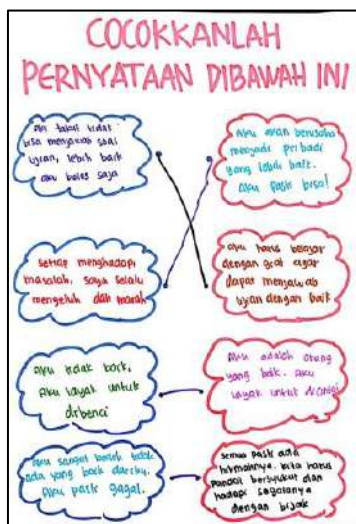 COCOKKANLAH
PERNYATAAN DIBAWAH INI
Aku takut tidak
bisa menjawab soal
ujian, lebih baik
aku bolos saja
Aku akan berusaha
menjadi pribadi
yang lebih baik.
Aku pasti bisa!
setiap menghadapi
masalah, saya selalu
mengeluh dan marah
aku harus belajar
dengan giat agar
dapat menjawab
ujian dengan baik
Aku tidak baik,
Aku layak untuk
dibenci
Aku adalah orang
yang baik. Aku
layak untuk dicintai
Aku sangat tidak
ada yang baik dariku.
Aku pasti gagal.
semua pasti ada
hikmahnya. kita harus
pandai bersyukur dan
hadapi segalanya
dengan bijak